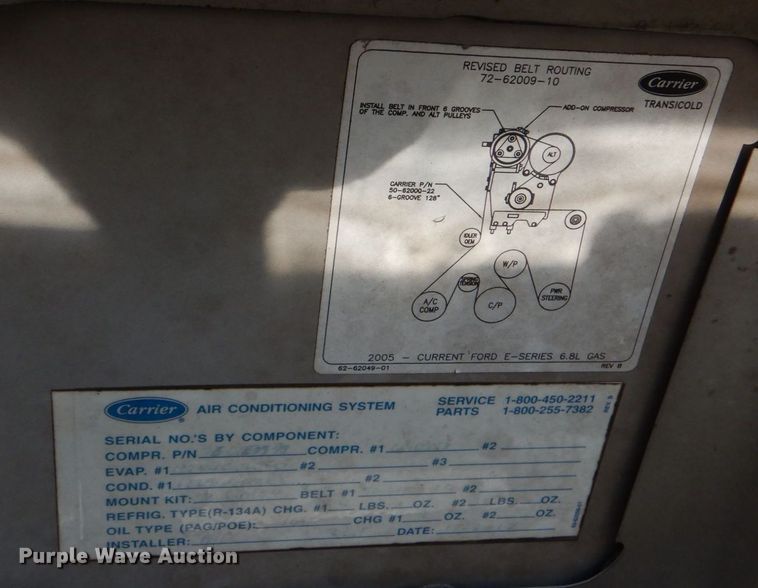 REVISED BELT ROUTING
72-62009-10
Carrier
TRANSICOLD
INSTALL BELT IN FRONT 6 GROOVES
OF THE COMP. AND ALT PULLEYS
ADD-ON COMPRESSOR
ALT
CARRIER P/N
50-62000-22
6-GROOVE 128"
IDLER
OEM
W/P
SPRING
TENSION
A/C
COMP
C/P
PWR
STEERING
2005 - CURRENT FORD E-SERIES 6.8L GAS
62-62049-01
REV B
Carrier AIR CONDITIONING SYSTEM
SERVICE 1-800-450-2211
PARTS 1-800-255-7382
SERIAL NO.'S BY COMPONENT:
COMPR. P/N COMPR. #1 #2
EVAP. #1 #2 #3
COND. #1 #2
MOUNT KIT: BELT #1 #2
REFRIG. TYPE(R-134A) CHG. #1 LBS. OZ. #2 LBS. OZ.
OIL TYPE (PAG/POE): CHG #1 OZ. #2 OZ.
INSTALLER: DATE:
Purple Wave Auction